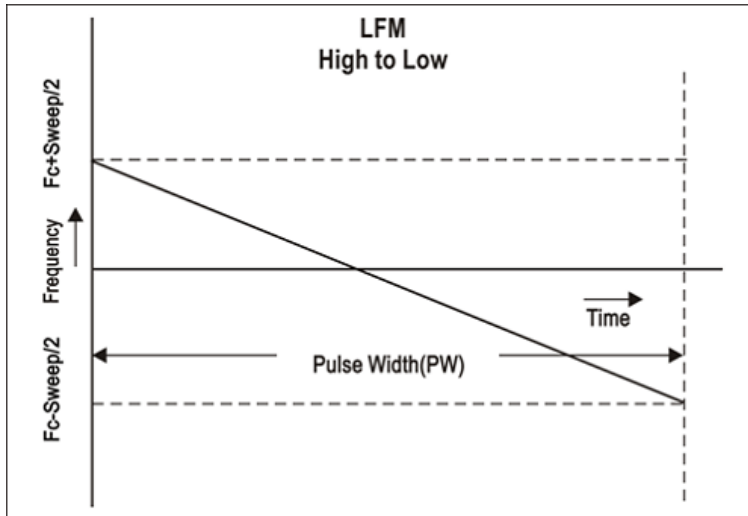 LFM
High to Low
Fc+Sweep/2
Frequency
Time
Pulse Width(PW)
Fc-Sweep/2